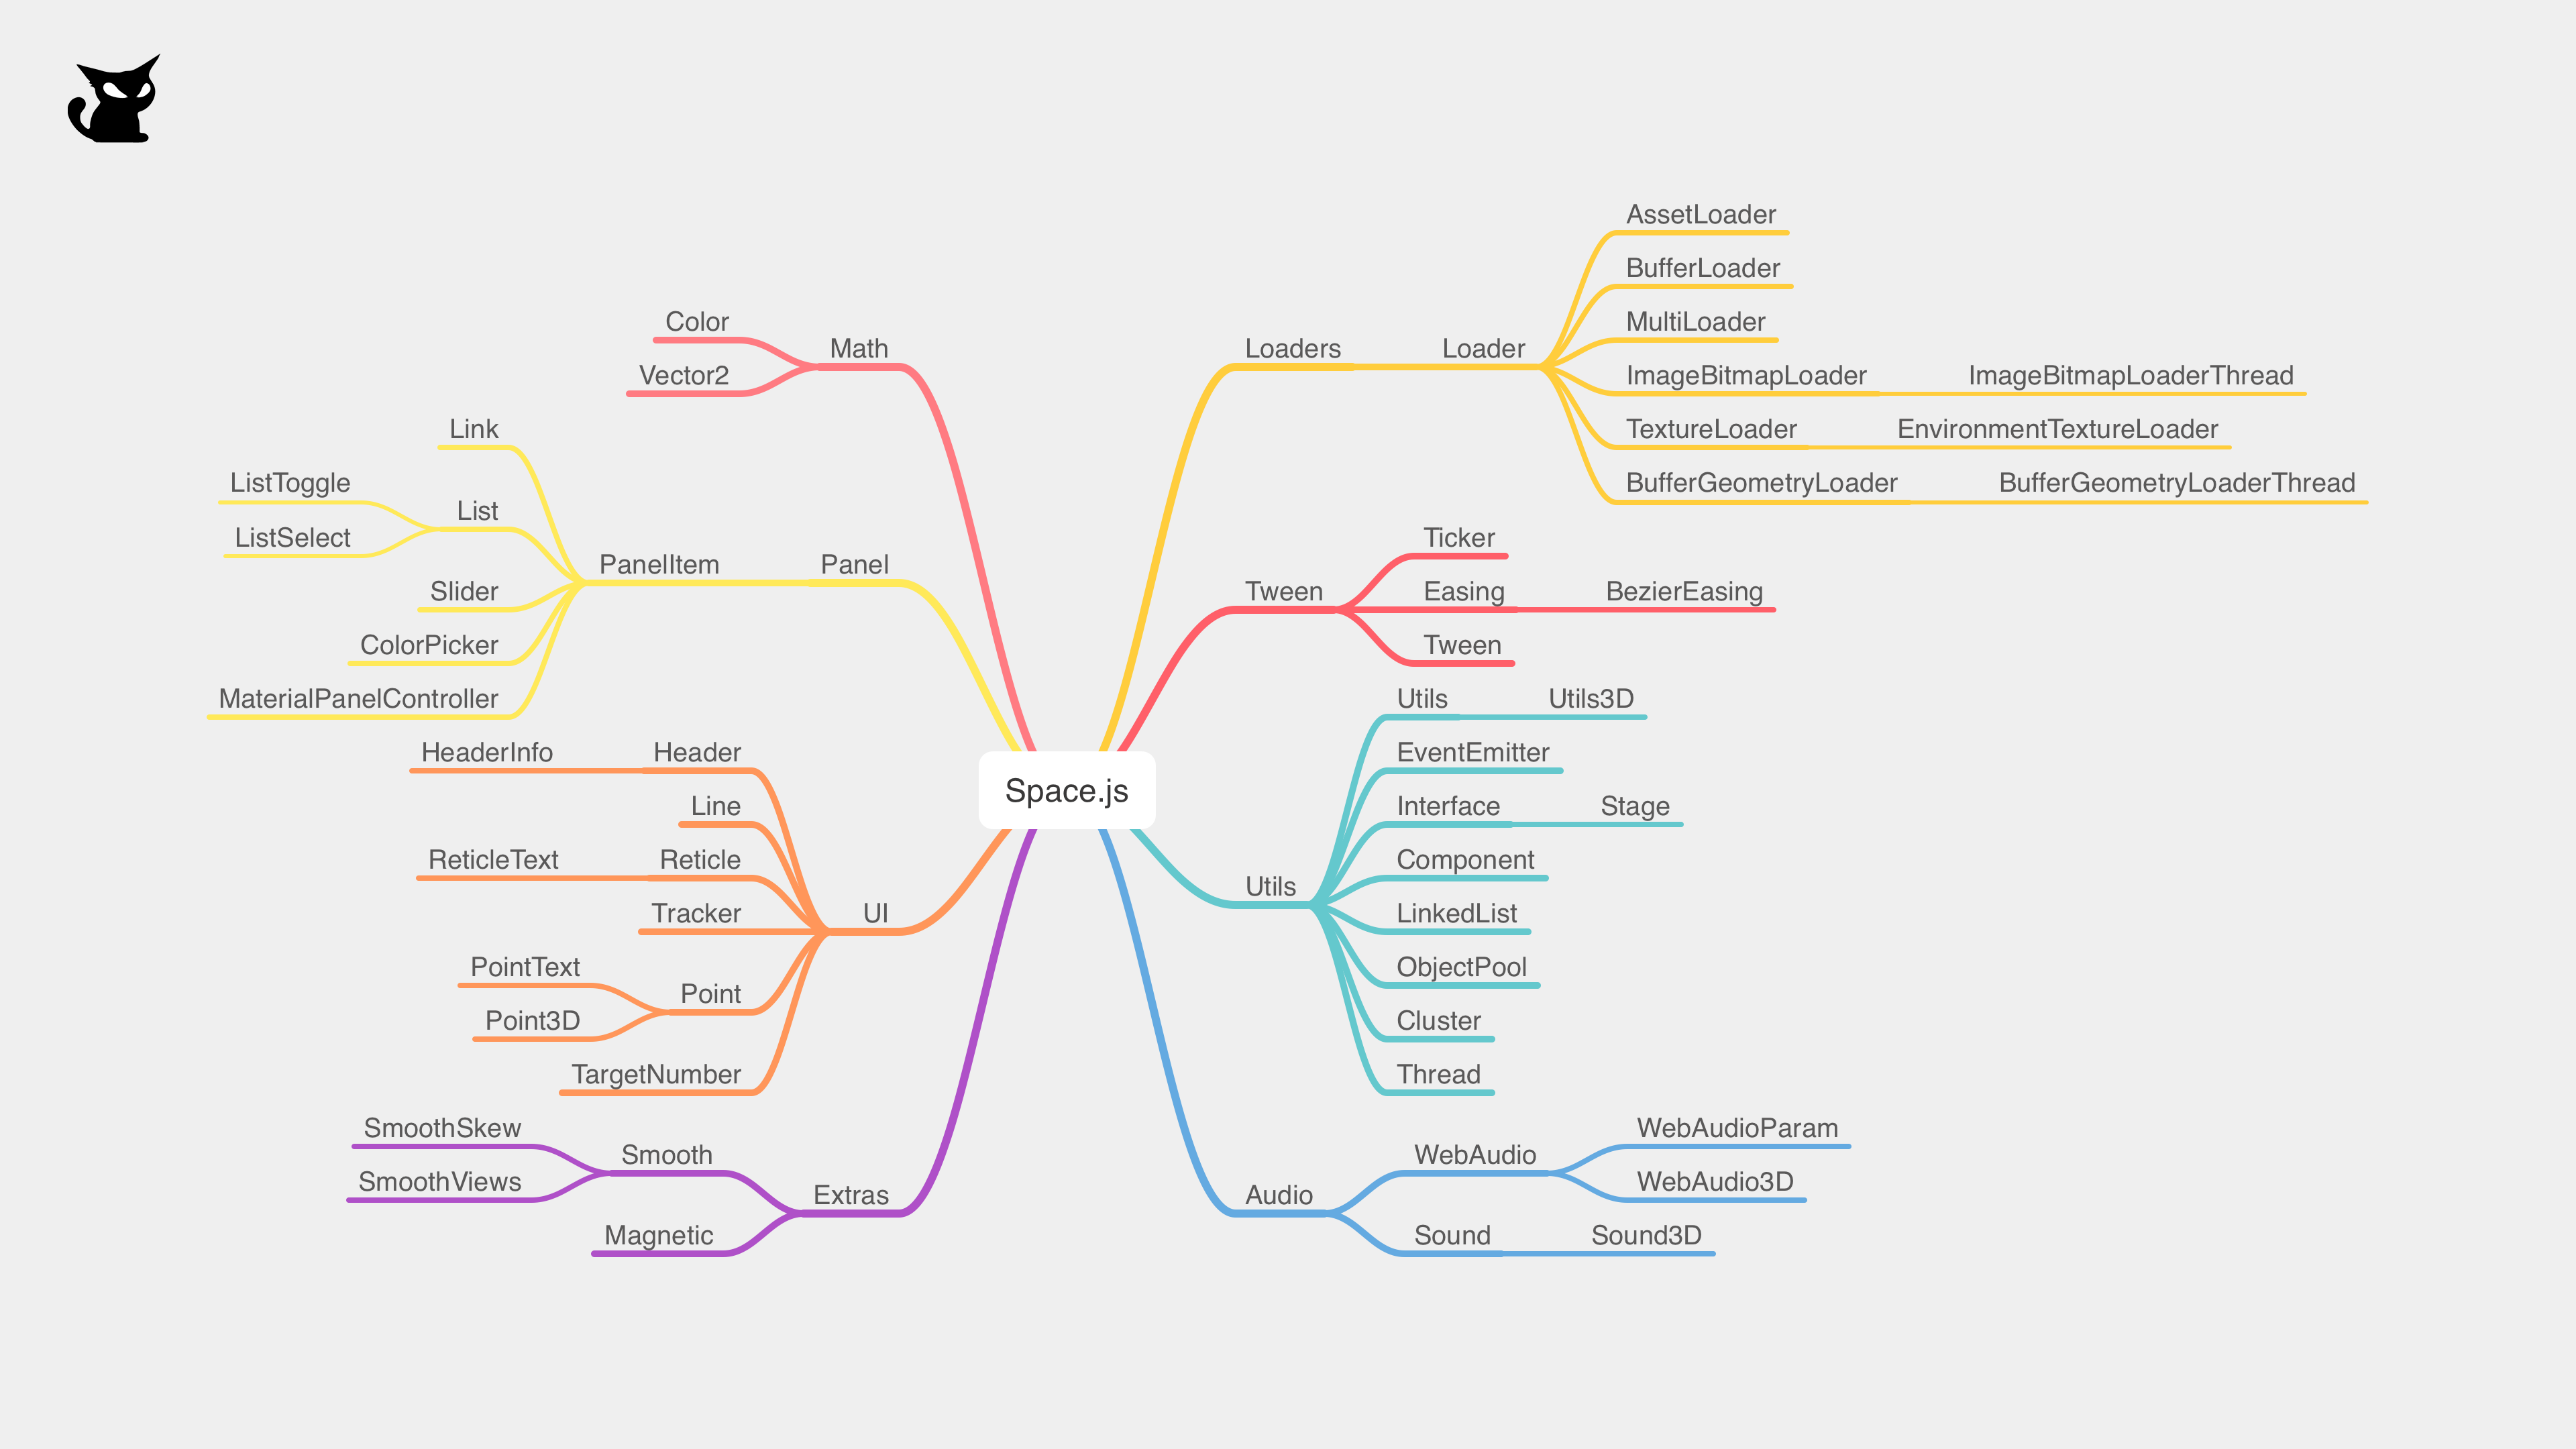 Space.js
Loaders
Loader
AssetLoader
BufferLoader
MultiLoader
ImageBitmapLoader
ImageBitmapLoaderThread
TextureLoader
EnvironmentTextureLoader
BufferGeometryLoader
BufferGeometryLoaderThread
Tween
Ticker
Easing
BezierEasing
Tween
Utils
Utils
Utils3D
EventEmitter
Interface
Stage
Component
LinkedList
ObjectPool
Cluster
Thread
Audio
WebAudio
WebAudioParam
WebAudio3D
Sound
Sound3D
Math
Color
Vector2
Panel
PanelItem
Link
List
ListToggle
ListSelect
Slider
ColorPicker
MaterialPanelController
UI
Header
HeaderInfo
Line
Reticle
ReticleText
Tracker
Point
PointText
Point3D
TargetNumber
Extras
Smooth
SmoothSkew
SmoothViews
Magnetic